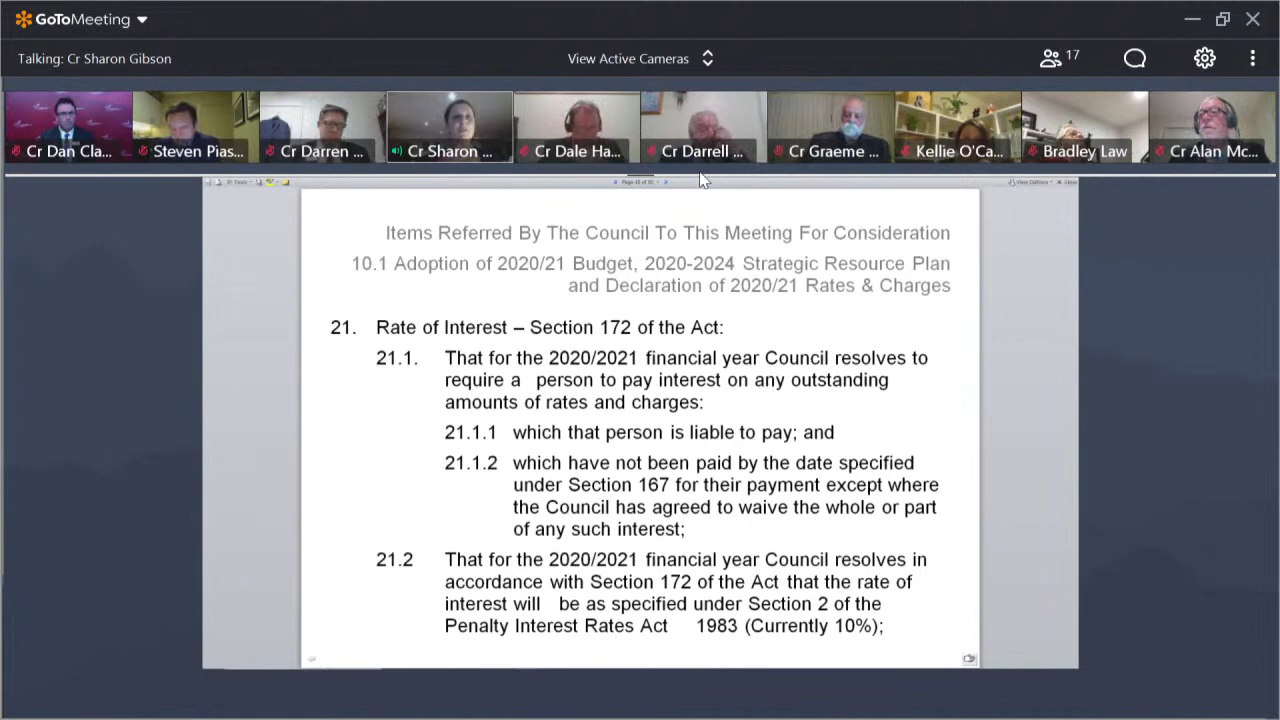 GoToMeeting
Talking: Cr Sharon Gibson
View Active Cameras
17
Cr Dan Cla...
Steven Pias...
Cr Darren ...
Cr Sharon ...
Cr Dale Ha...
Cr Darrell ...
Cr Graeme ...
Kellie O'Ca...
Bradley Law
Cr Alan Mc...
Tools
View Options
Close
Items Referred By The Council To This Meeting For Consideration
10.1 Adoption of 2020/21 Budget, 2020-2024 Strategic Resource Plan
and Declaration of 2020/21 Rates & Charges
21. Rate of Interest – Section 172 of the Act:
21.1. That for the 2020/2021 financial year Council resolves to
require a person to pay interest on any outstanding
amounts of rates and charges:
21.1.1 which that person is liable to pay; and
21.1.2 which have not been paid by the date specified
under Section 167 for their payment except where
the Council has agreed to waive the whole or part
of any such interest;
21.2 That for the 2020/2021 financial year Council resolves in
accordance with Section 172 of the Act that the rate of
interest will be as specified under Section 2 of the
Penalty Interest Rates Act 1983 (Currently 10%);